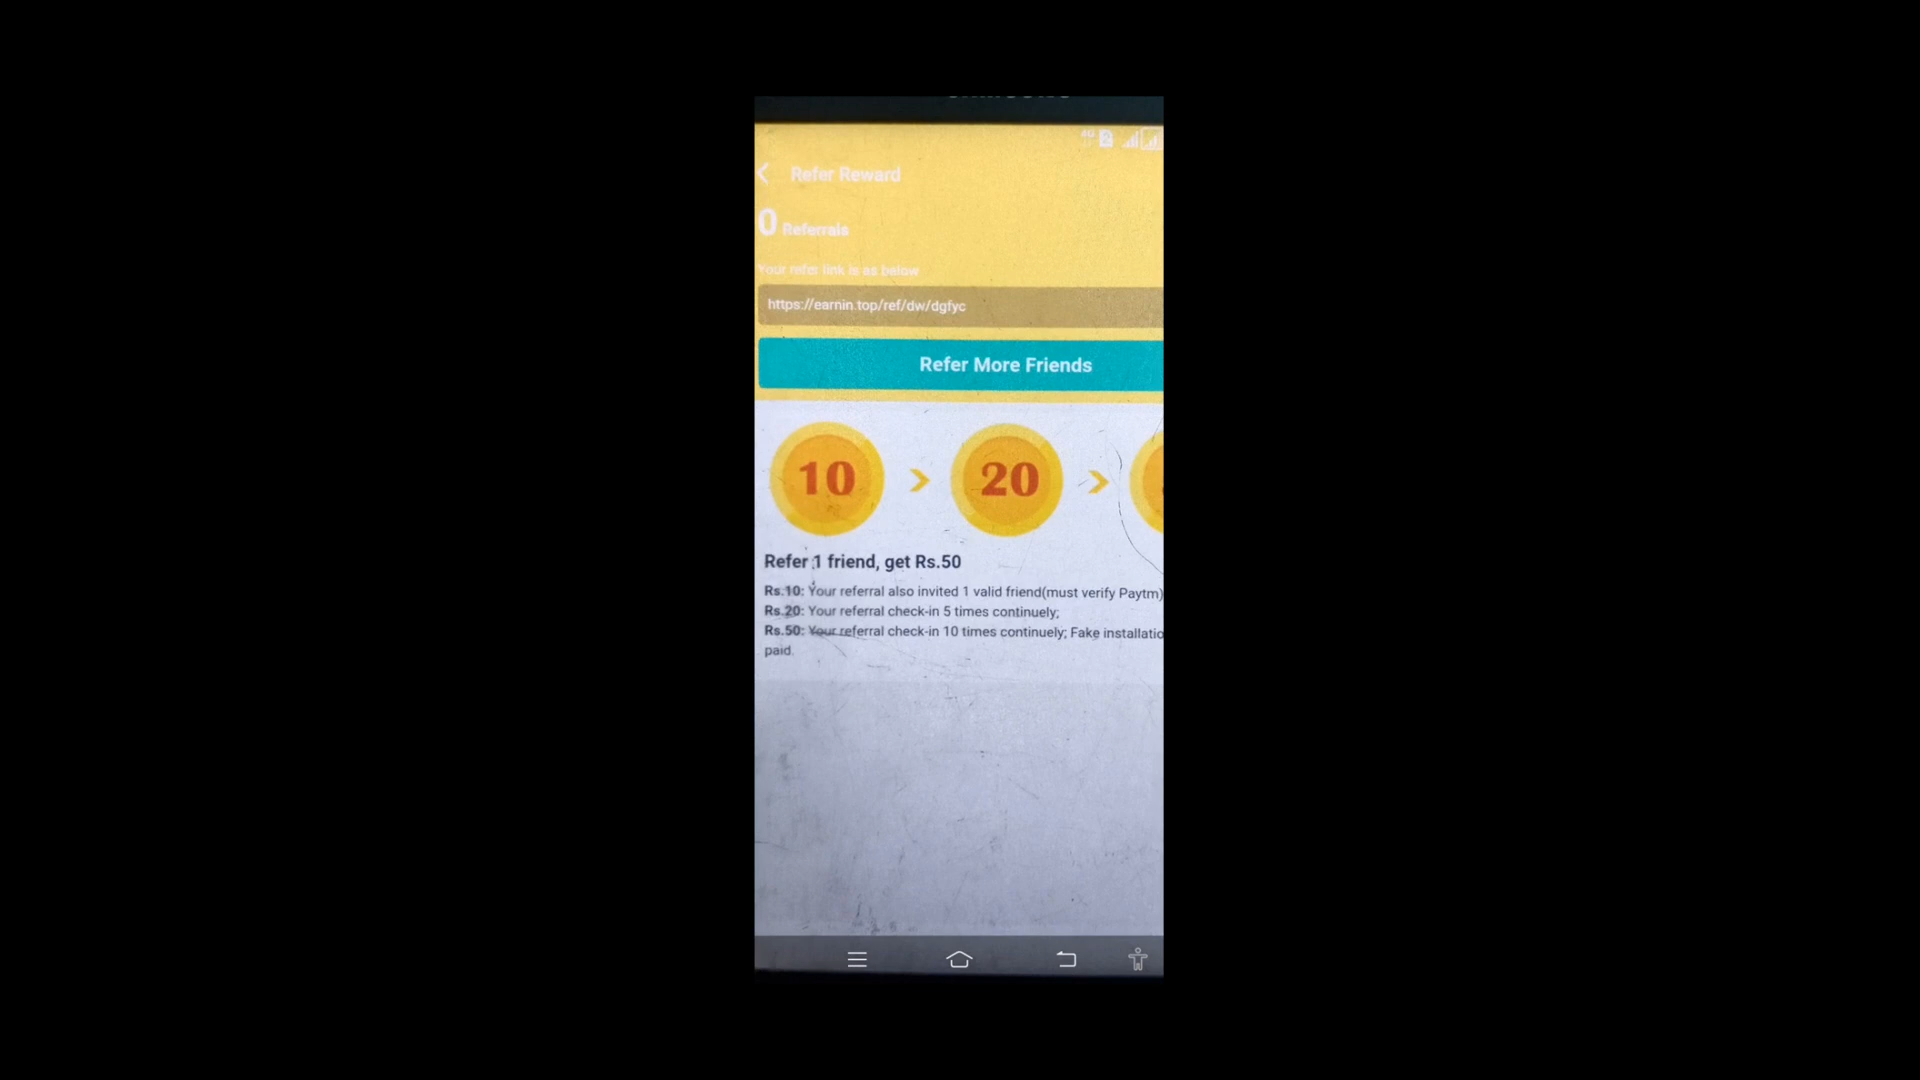 4G
Refer Reward
0 Referrals
Your refer link is as below
https://earnin.top/ref/dw/dgfyc
Refer More Friends
10 > 20 >
Refer 1 friend, get Rs.50
Rs.10: Your referral also invited 1 valid friend(must verify Paytm)
Rs.20: Your referral check-in 5 times continuely;
Rs.50: Your referral check-in 10 times continuely; Fake installatio
paid.